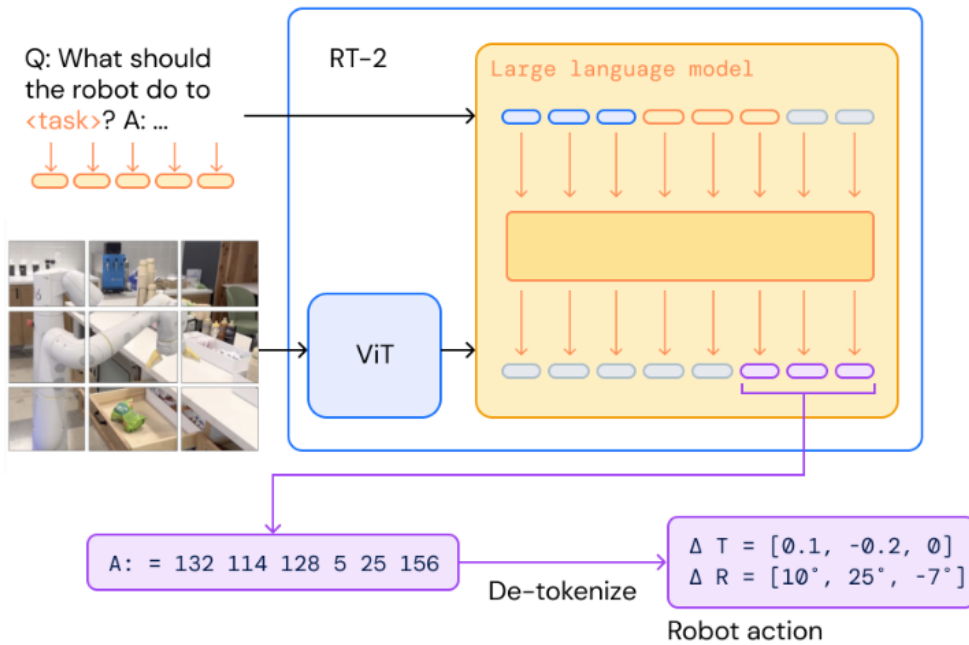 Q: What should
the robot do to
<task>? A: ...
RT-2
Large language model
ViT
A: = 132 114 128 5 25 156
De-tokenize
Δ T = [0.1, -0.2, 0]
Δ R = [10°, 25°, -7°]
Robot action